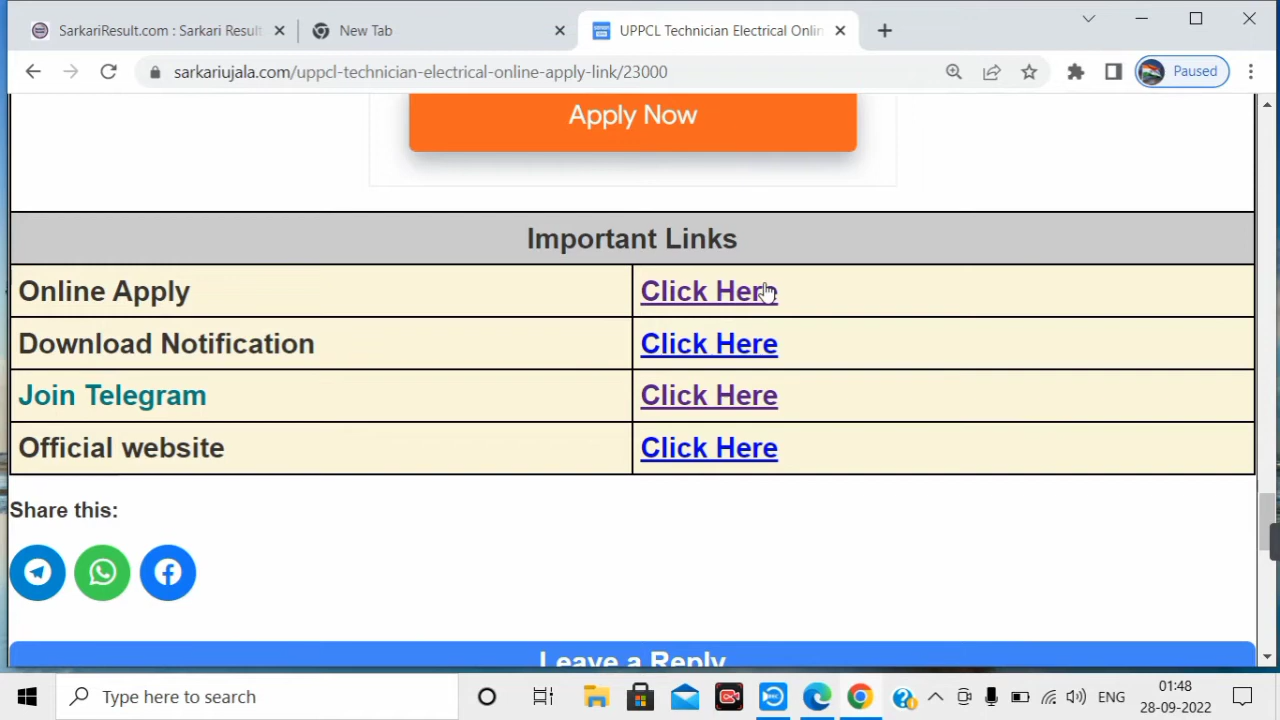 SarkariResult.com : Sarkari Result
New Tab
UPPCL Technician Electrical Onlin
sarkariujala.com/uppcl-technician-electrical-online-apply-link/23000
Paused
Apply Now
Important Links
Online Apply Click Here
Download Notification Click Here
Join Telegram Click Here
Official website Click Here
Share this:
Leave a Reply
Type here to search
ENG
01:48
28-09-2022